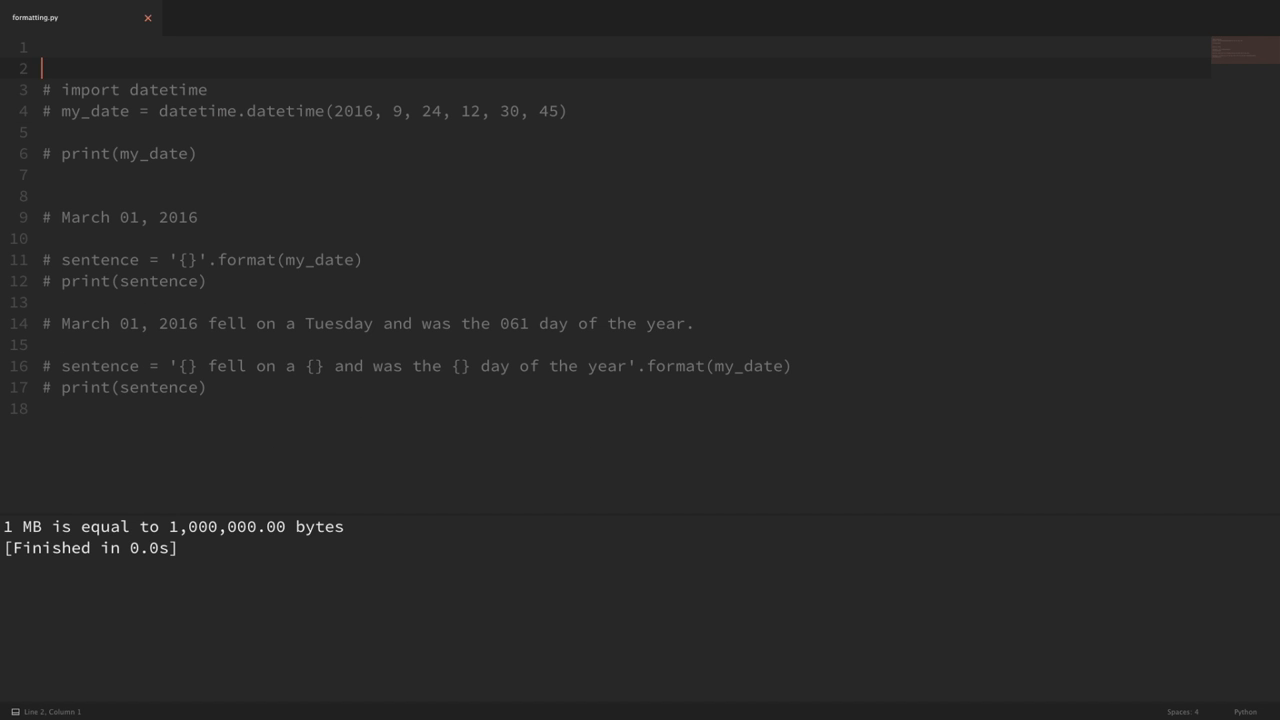 formatting.py
1
2
3 # import datetime
4 # my_date = datetime.datetime(2016, 9, 24, 12, 30, 45)
5
6 # print(my_date)
7
8
9 # March 01, 2016
10
11 # sentence = '{}'.format(my_date)
12 # print(sentence)
13
14 # March 01, 2016 fell on a Tuesday and was the 061 day of the year.
15
16 # sentence = '{} fell on a {} and was the {} day of the year'.format(my_date)
17 # print(sentence)
18
1 MB is equal to 1,000,000.00 bytes
[Finished in 0.0s]
Line 2, Column 1 Spaces: 4 Python